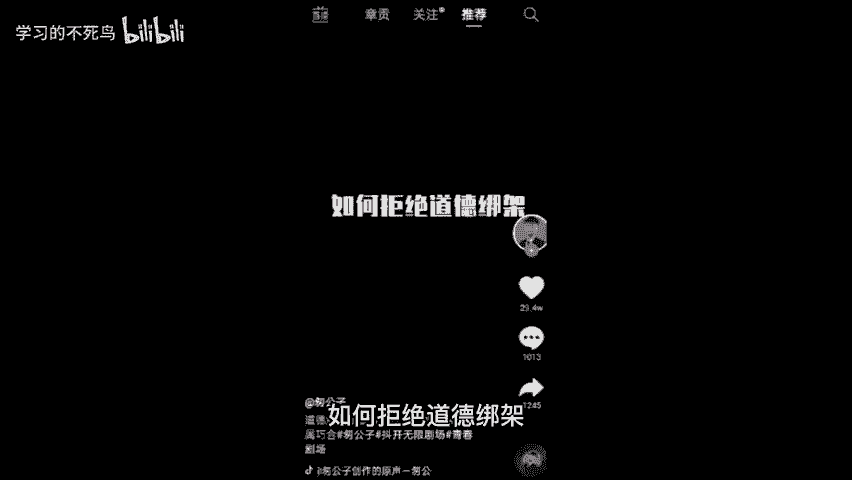 学习的不死鸟 bilibili
章贡 关注 推荐
如何拒绝道德绑架
29.4w
1013
1245
@匆公子
如何拒绝道德绑架
道德
属巧合#匆公子#抖开无限剧场#青春
剧场
匆公子创作的原声一匆公